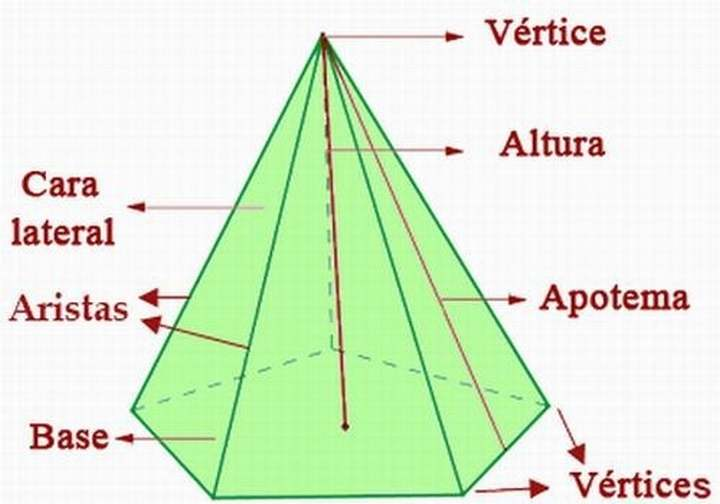 Vértice
Altura
Cara
lateral
Apotema
Aristas
Base
Vértices